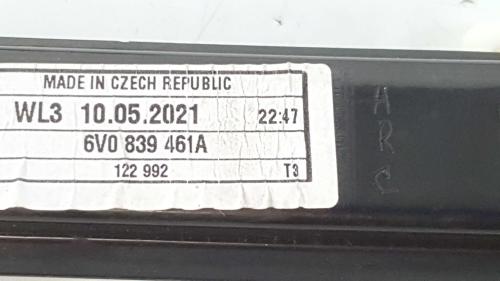 MADE IN CZECH REPUBLIC
WL3 10.05.2021 22:47
6V0 839 461A
122 992 T3
A
R
C